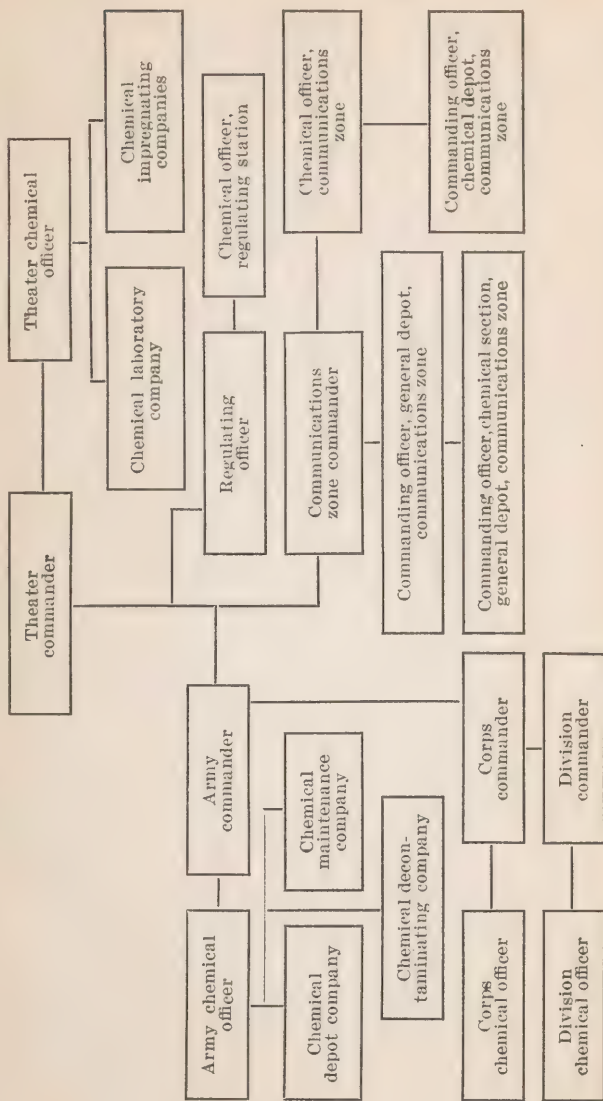 Theater
commander
Theater chemical
officer
Chemical laboratory
company
Chemical
impregnating
companies
Regulating
officer
Chemical officer,
regulating station
Army chemical
officer
Army
commander
Communications
zone commander
Chemical officer,
communications
zone
Chemical
depot company
Chemical
maintenance
company
Chemical decon-
taminating company
Commanding officer, general depot,
communications zone
Commanding officer,
chemical depot,
communications
zone
Commanding officer, chemical section,
general depot, communications zone
Corps
chemical officer
Corps
commander
Division
chemical officer
Division
commander